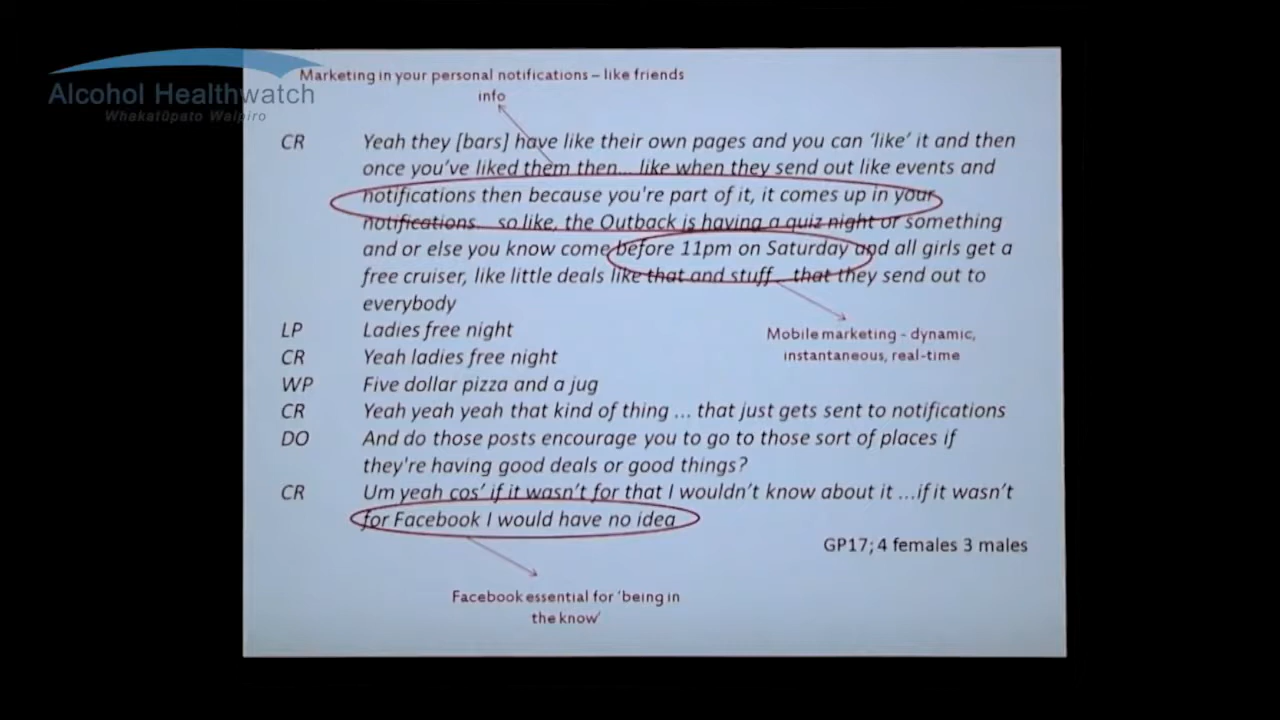 Marketing in your personal notifications – like friends
info
Alcohol Healthwatch
Whakatūpato Waipiro
CR Yeah they [bars] have like their own pages and you can ‘like’ it and then
once you’ve liked them then... like when they send out like events and
notifications then because you're part of it, it comes up in your
notifications... so like, the Outback is having a quiz night or something
and or else you know come before 11pm on Saturday and all girls get a
free cruiser, like little deals like that and stuff... that they send out to
everybody
LP Ladies free night
CR Yeah ladies free night
WP Five dollar pizza and a jug
CR Yeah yeah yeah that kind of thing ... that just gets sent to notifications
DO And do those posts encourage you to go to those sort of places if
they're having good deals or good things?
CR Um yeah cos’ if it wasn’t for that I wouldn’t know about it ...if it wasn’t
for Facebook I would have no idea
Mobile marketing - dynamic,
instantaneous, real-time
GP17; 4 females 3 males
Facebook essential for ‘being in
the know’